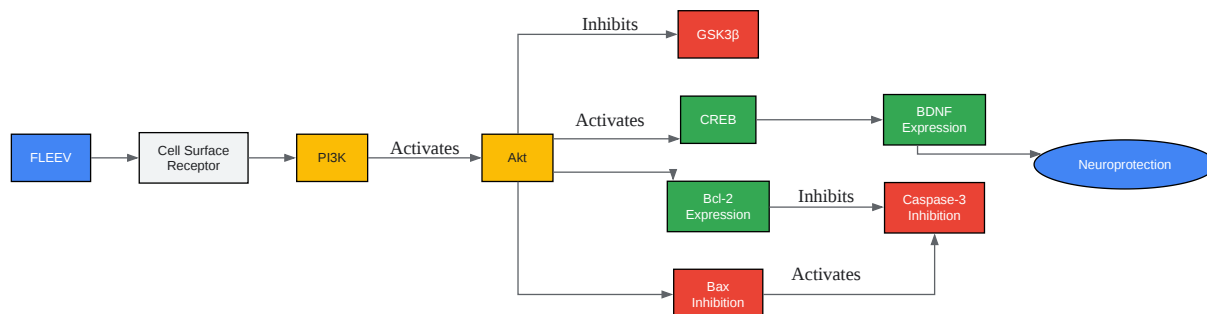 Inhibits
GSK3β
Activates
CREB
BDNF
Expression
FLEEV
Cell Surface
Receptor
PI3K
Activates
Akt
Neuroprotection
Bcl-2
Expression
Inhibits
Caspase-3
Inhibition
Bax
Inhibition
Activates